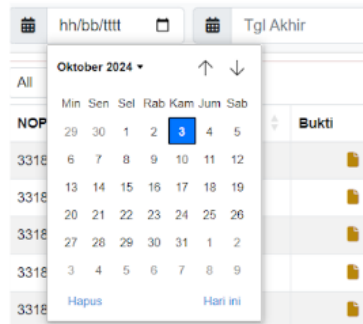 hh/bb/tttt Tgl Akhir
All
Oktober 2024
Min Sen Sel Rab Kam Jum Sab
NOP Bukti
29 30 1 2 3 4 5
3318 6 7 8 9 10 11 12
3318 13 14 15 16 17 18 19
3318 20 21 22 23 24 25 26
27 28 29 30 31 1 2
3318 3 4 5 6 7 8 9
3318 Hapus Hari ini